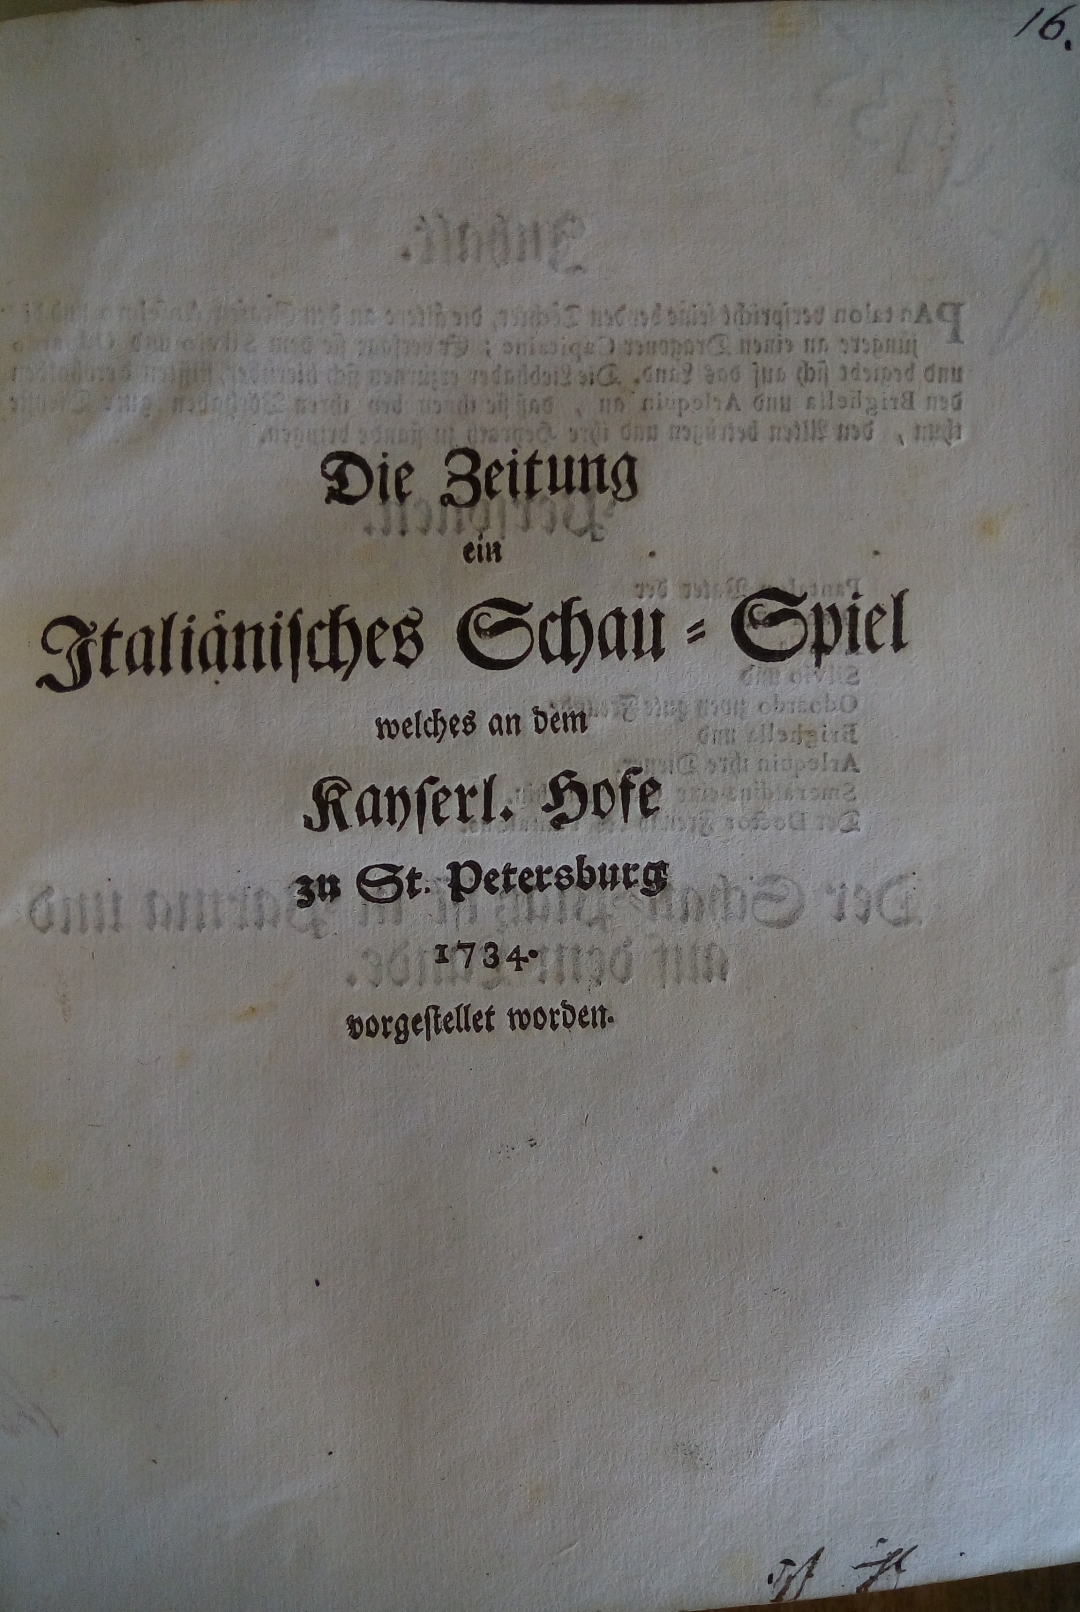 16.
Die Zeitung
ein
Italiänisches Schau-Spiel
welches an dem
Kayserl. Hofe
zu St. Petersburg
1734.
vorgestellet worden.